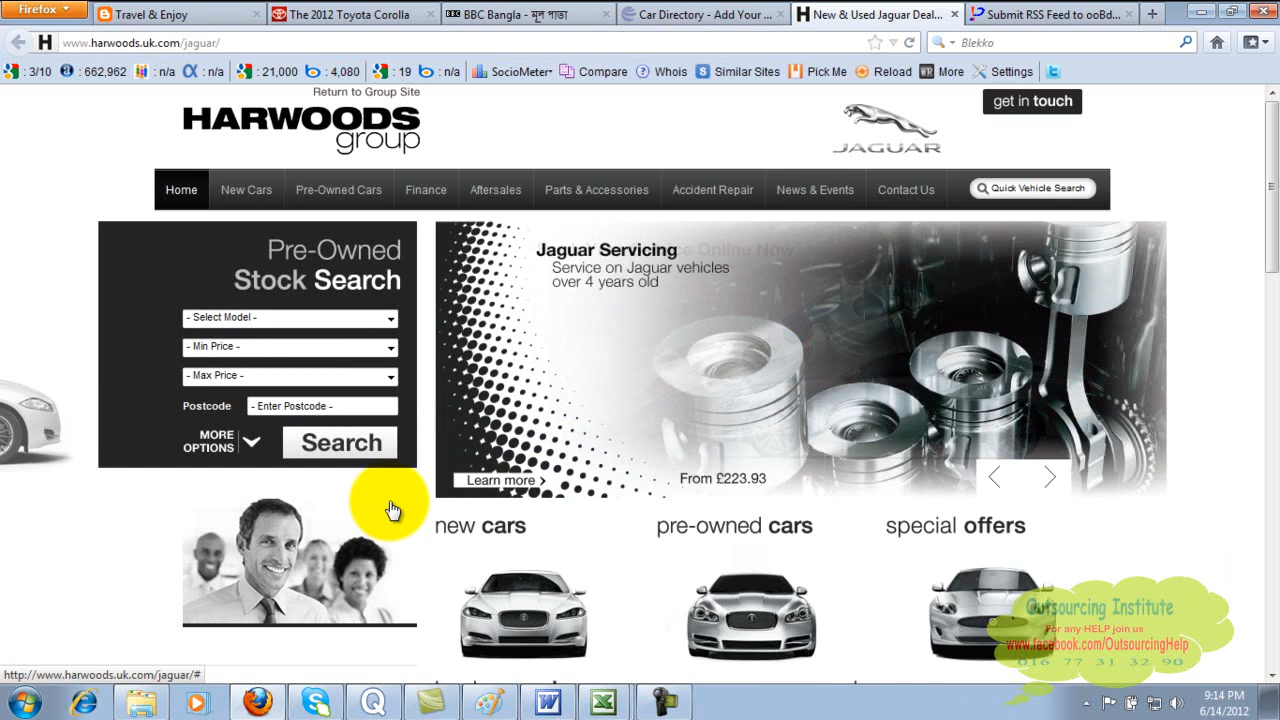 Firefox
Travel & Enjoy
The 2012 Toyota Corolla
BBC Bangla - মূল পাতা
Car Directory - Add Your ...
New & Used Jaguar Deal...
Submit RSS Feed to ooBd...
www.harwoods.uk.com/jaguar/
Blekko
: 3/10
: 662,962
: n/a
: n/a
: 21,000
: 4,080
: 19
: n/a
SocioMeter
Compare
Whois
Similar Sites
Pick Me
Reload
More
Settings
Return to Group Site
HARWOODS
group
JAGUAR
get in touch
Home
New Cars
Pre-Owned Cars
Finance
Aftersales
Parts & Accessories
Accident Repair
News & Events
Contact Us
Quick Vehicle Search
Pre-Owned
Stock Search
- Select Model -
- Min Price -
- Max Price -
Postcode
- Enter Postcode -
MORE
OPTIONS
Search
Jaguar Servicing
Online Now
Service on Jaguar vehicles
over 4 years old
Learn more
From £223.93
new cars
pre-owned cars
special offers
Outsourcing Institute
For any HELP join us
www.facebook.com/OutsourcingHelp
016 77 31 32 90
http://www.harwoods.uk.com/jaguar/#
9:14 PM
6/14/2012